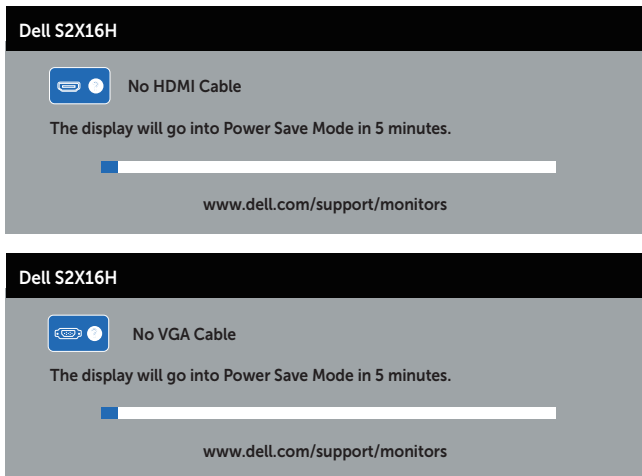 Dell S2X16H
No HDMI Cable
The display will go into Power Save Mode in 5 minutes.
www.dell.com/support/monitors
Dell S2X16H
No VGA Cable
The display will go into Power Save Mode in 5 minutes.
www.dell.com/support/monitors